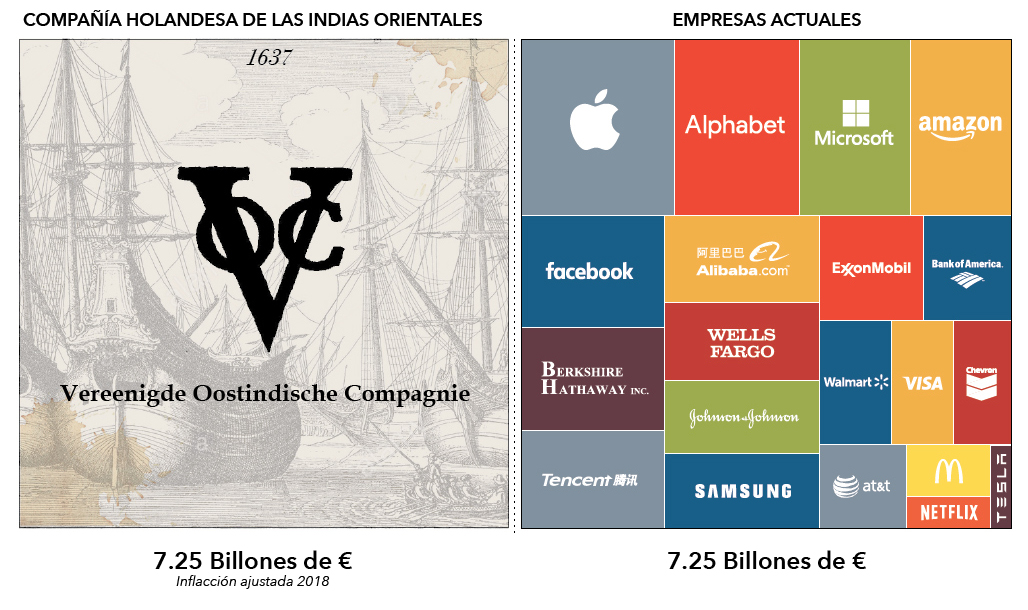 COMPAÑÍA HOLANDESA DE LAS INDIAS ORIENTALES
1637
VOC
Vereenigde Oostindische Compagnie
a
7.25 Billones de €
Inflacción ajustada 2018
EMPRESAS ACTUALES
Alphabet
Microsoft
amazon
facebook
阿里巴巴
Alibaba.com
ExxonMobil
Bank of America.
BERKSHIRE
HATHAWAY INC.
WELLS
FARGO
Walmart
VISA
Chevron
Johnson & Johnson
Tencent 腾讯
SAMSUNG
at&t
M
NETFLIX
TESLA
7.25 Billones de €